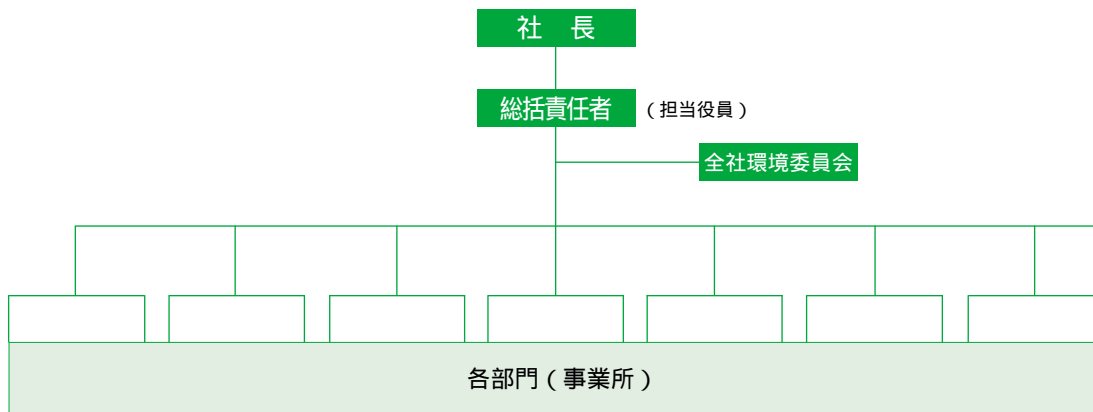 社　長
総括責任者 （担当役員）
全社環境委員会
各部門（事業所）